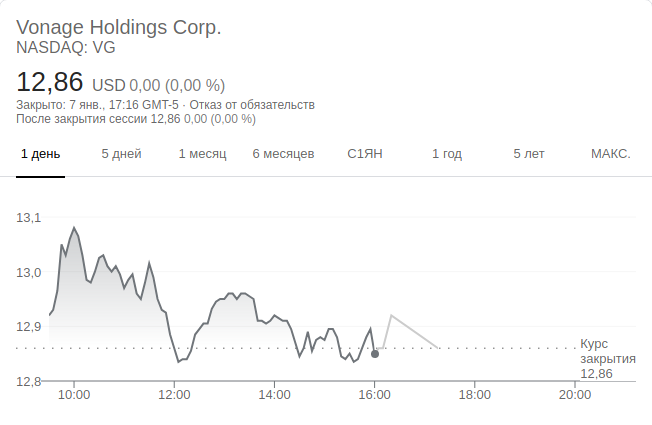 Vonage Holdings Corp.
NASDAQ: VG
12,86 USD 0,00 (0,00 %)
Закрыто: 7 янв., 17:16 GMT-5 · Отказ от обязательств
После закрытия сессии 12,86 0,00 (0,00 %)
1 день 5 дней 1 месяц 6 месяцев С1ЯН 1 год 5 лет МАКС.
13,1
13,0
12,9
12,8
Курс
закрытия
12,86
10:00 12:00 14:00 16:00 18:00 20:00